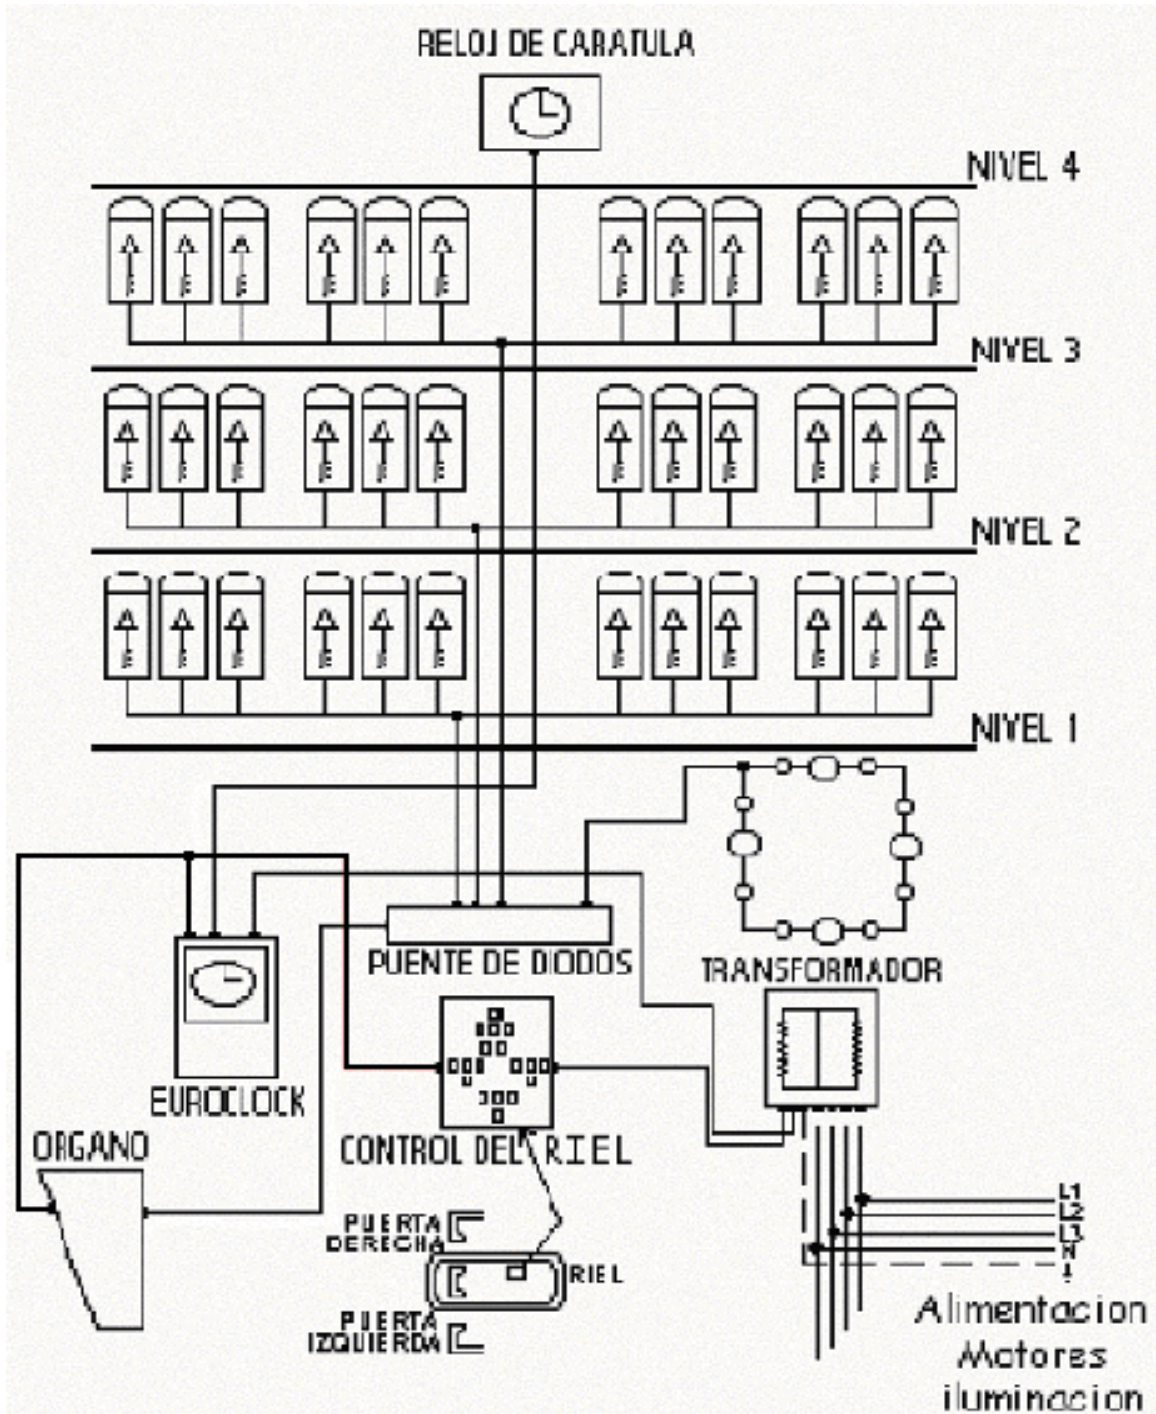 RELOJ DE CARATULA
NIVEL 4
NIVEL 3
NIVEL 2
NIVEL 1
PUENTE DE DIODOS
TRANSFORMADOR
EUROCLOCK
ORGANO
CONTROL DEL RIEL
L1
L2
L3
N
PUERTA
DERECHA
RIEL
PUERTA
IZQUIERDA
Alimentacion
Motores
iluminacion